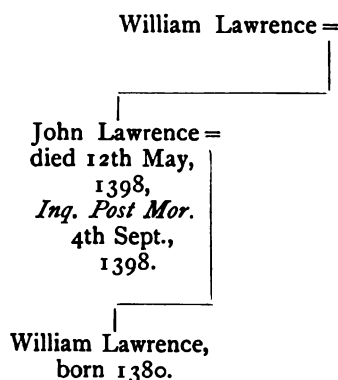 William Lawrence =
John Lawrence =
died 12th May,
1398,
Inq. Post Mor.
4th Sept.,
1398.
William Lawrence,
born 1380.